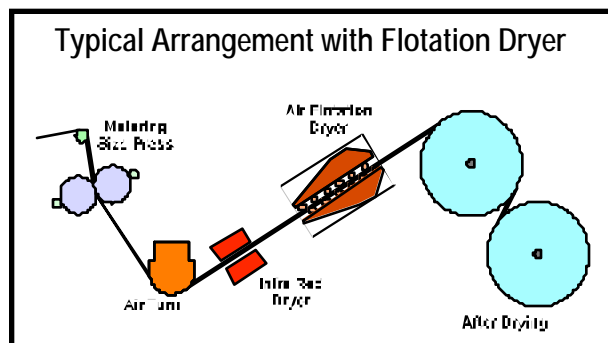 Typical Arrangement with Flotation Dryer
Metering
Size Press
Air Flotation
Dryer
Air Turn
Infra Red
Dryer
After Drying